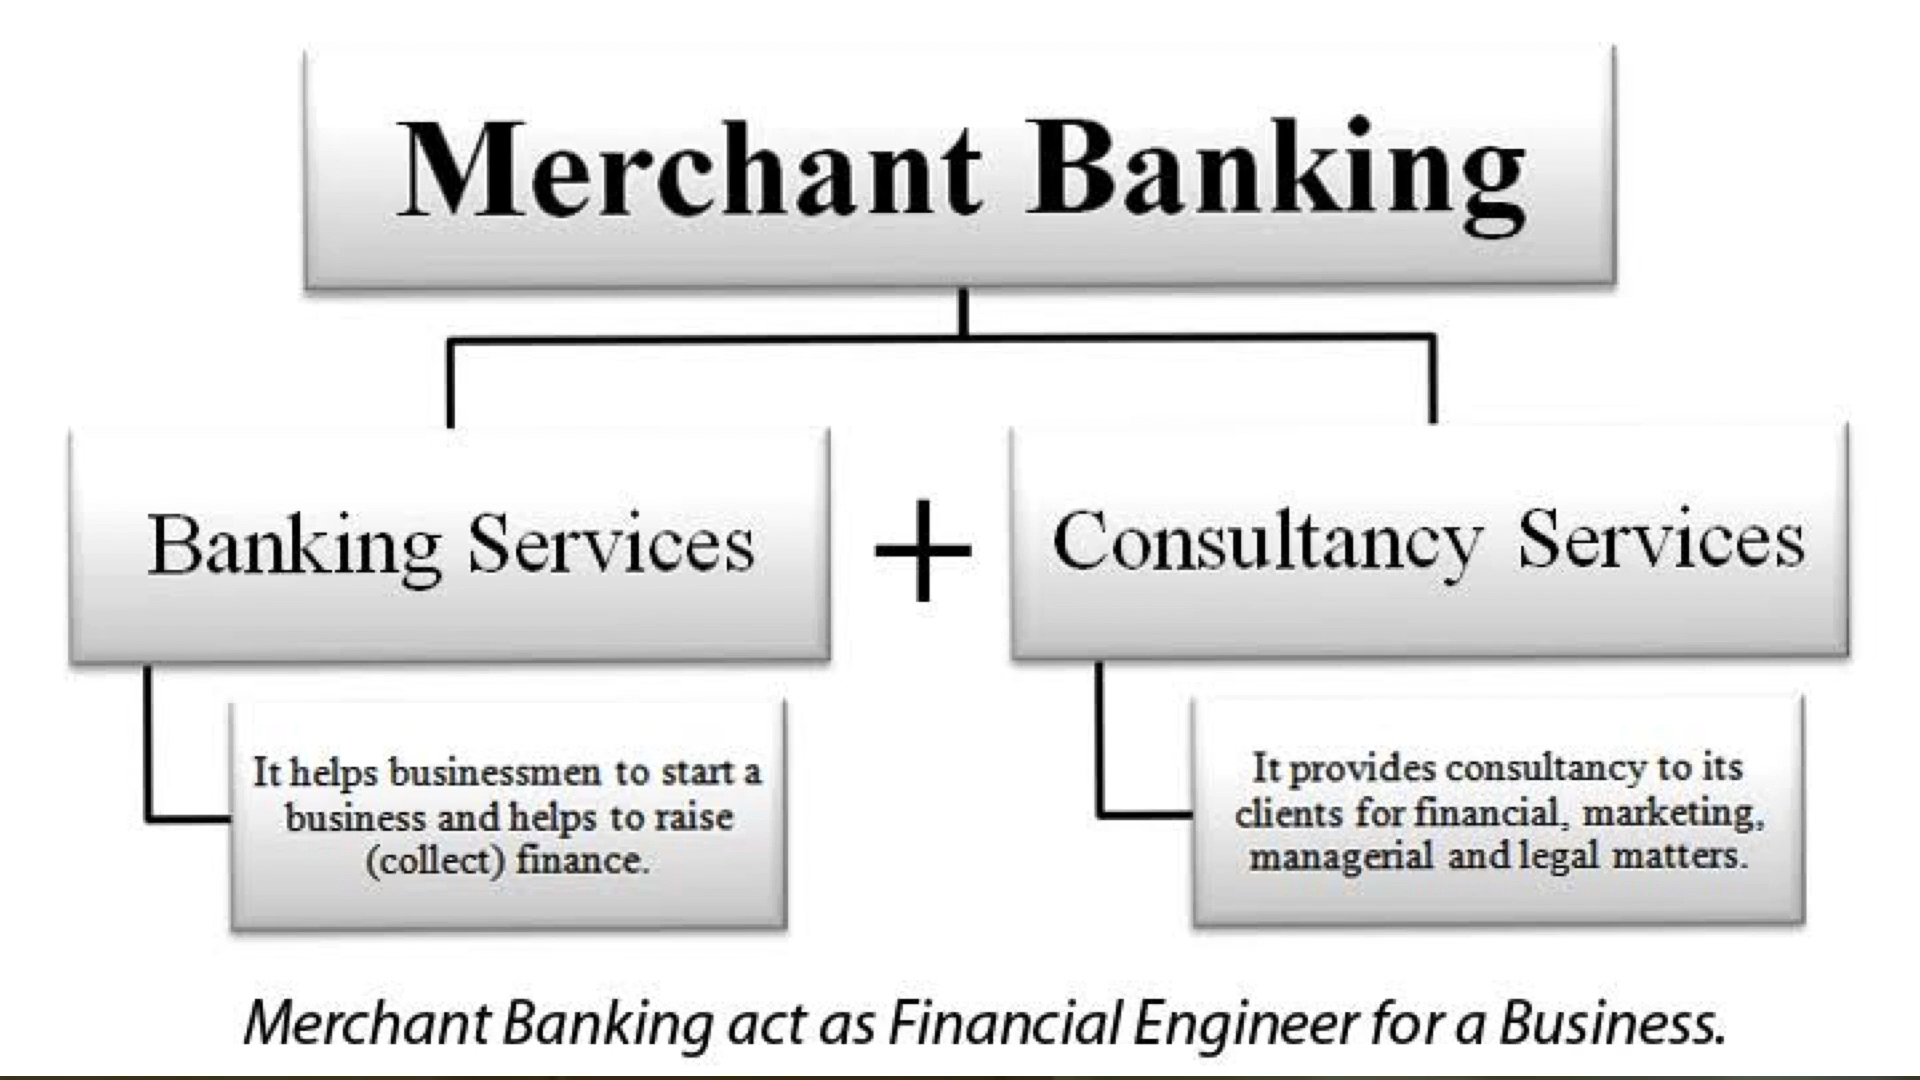 Merchant Banking
Banking Services
+
Consultancy Services
It helps businessmen to start a
business and helps to raise
(collect) finance.
It provides consultancy to its
clients for financial, marketing,
managerial and legal matters.
Merchant Banking act as Financial Engineer for a Business.